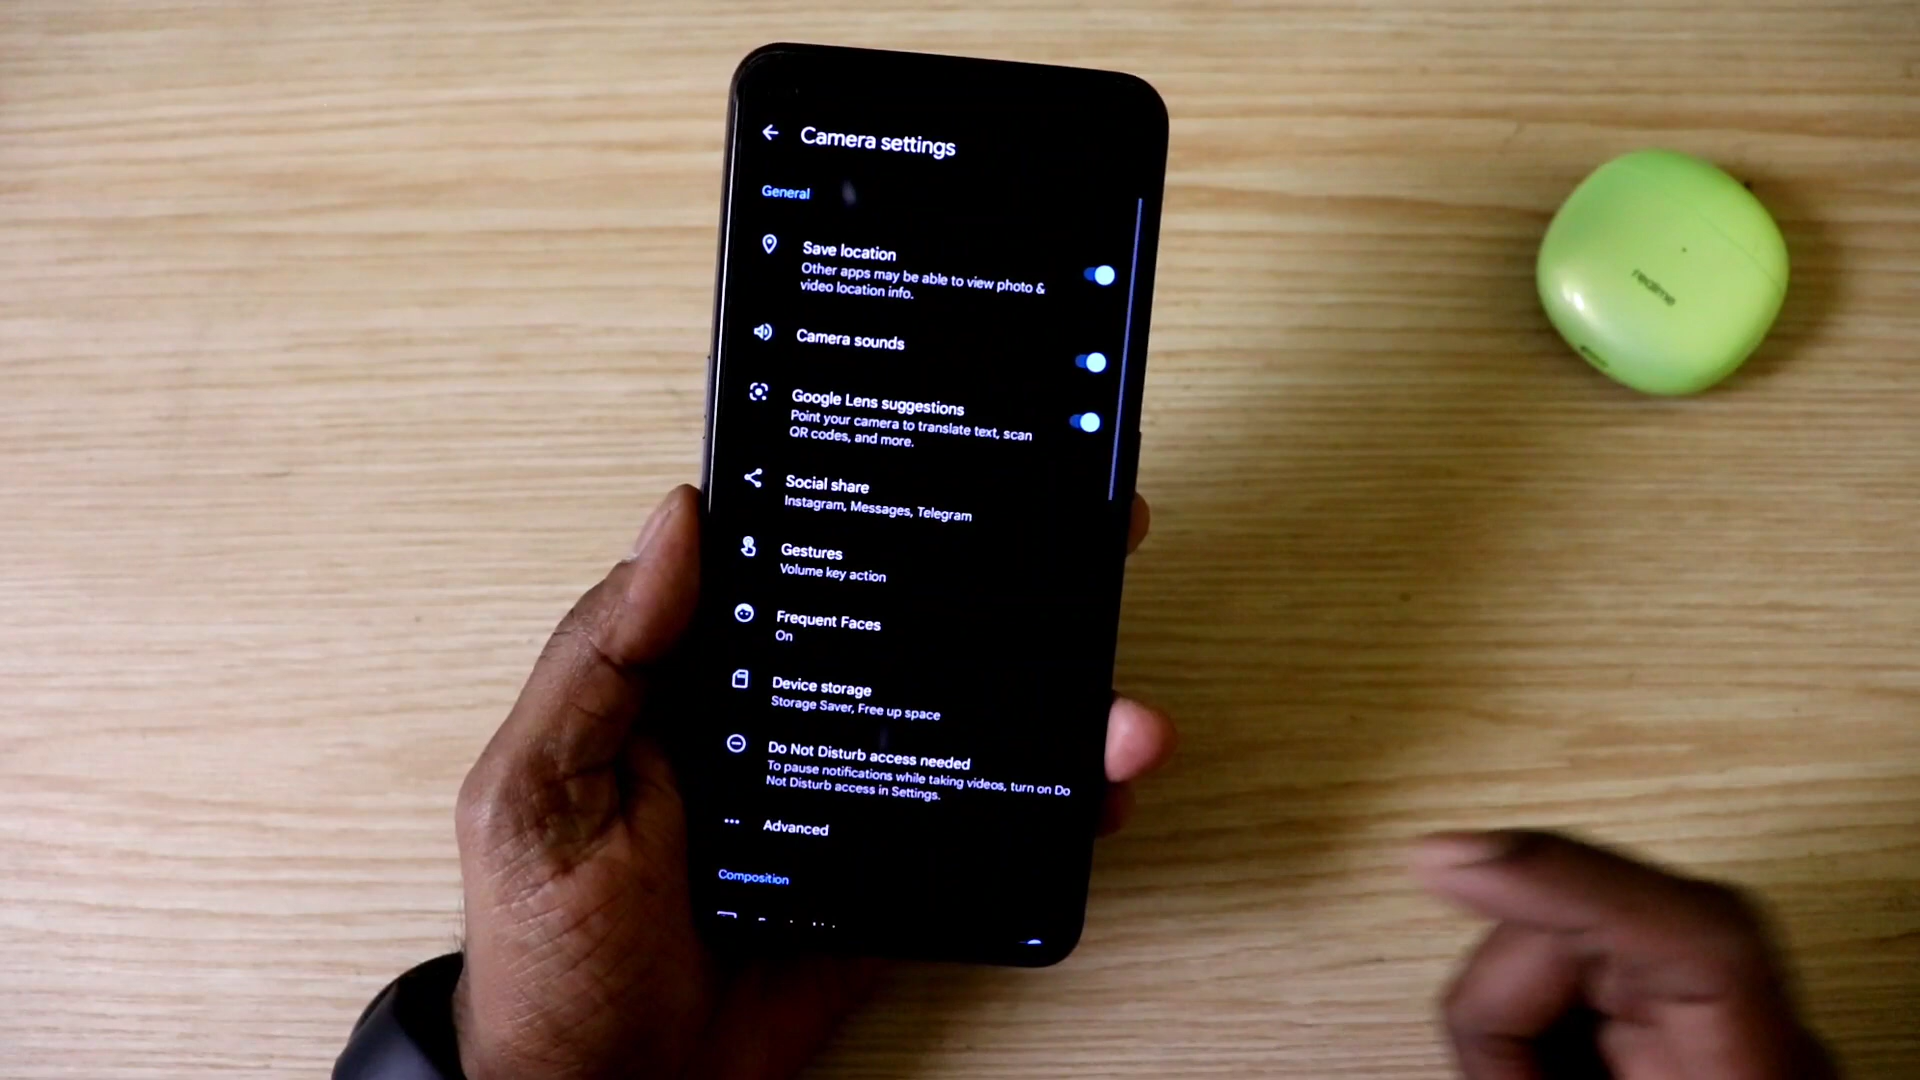 Camera settings
General
Save location
Other apps may be able to view photo &
video location info.
Camera sounds
Google Lens suggestions
Point your camera to translate text, scan
QR codes, and more.
Social share
Instagram, Messages, Telegram
Gestures
Volume key action
Frequent Faces
On
Device storage
Storage Saver, Free up space
Do Not Disturb access needed
To pause notifications while taking videos, turn on Do
Not Disturb access in Settings.
Advanced
Composition
realme